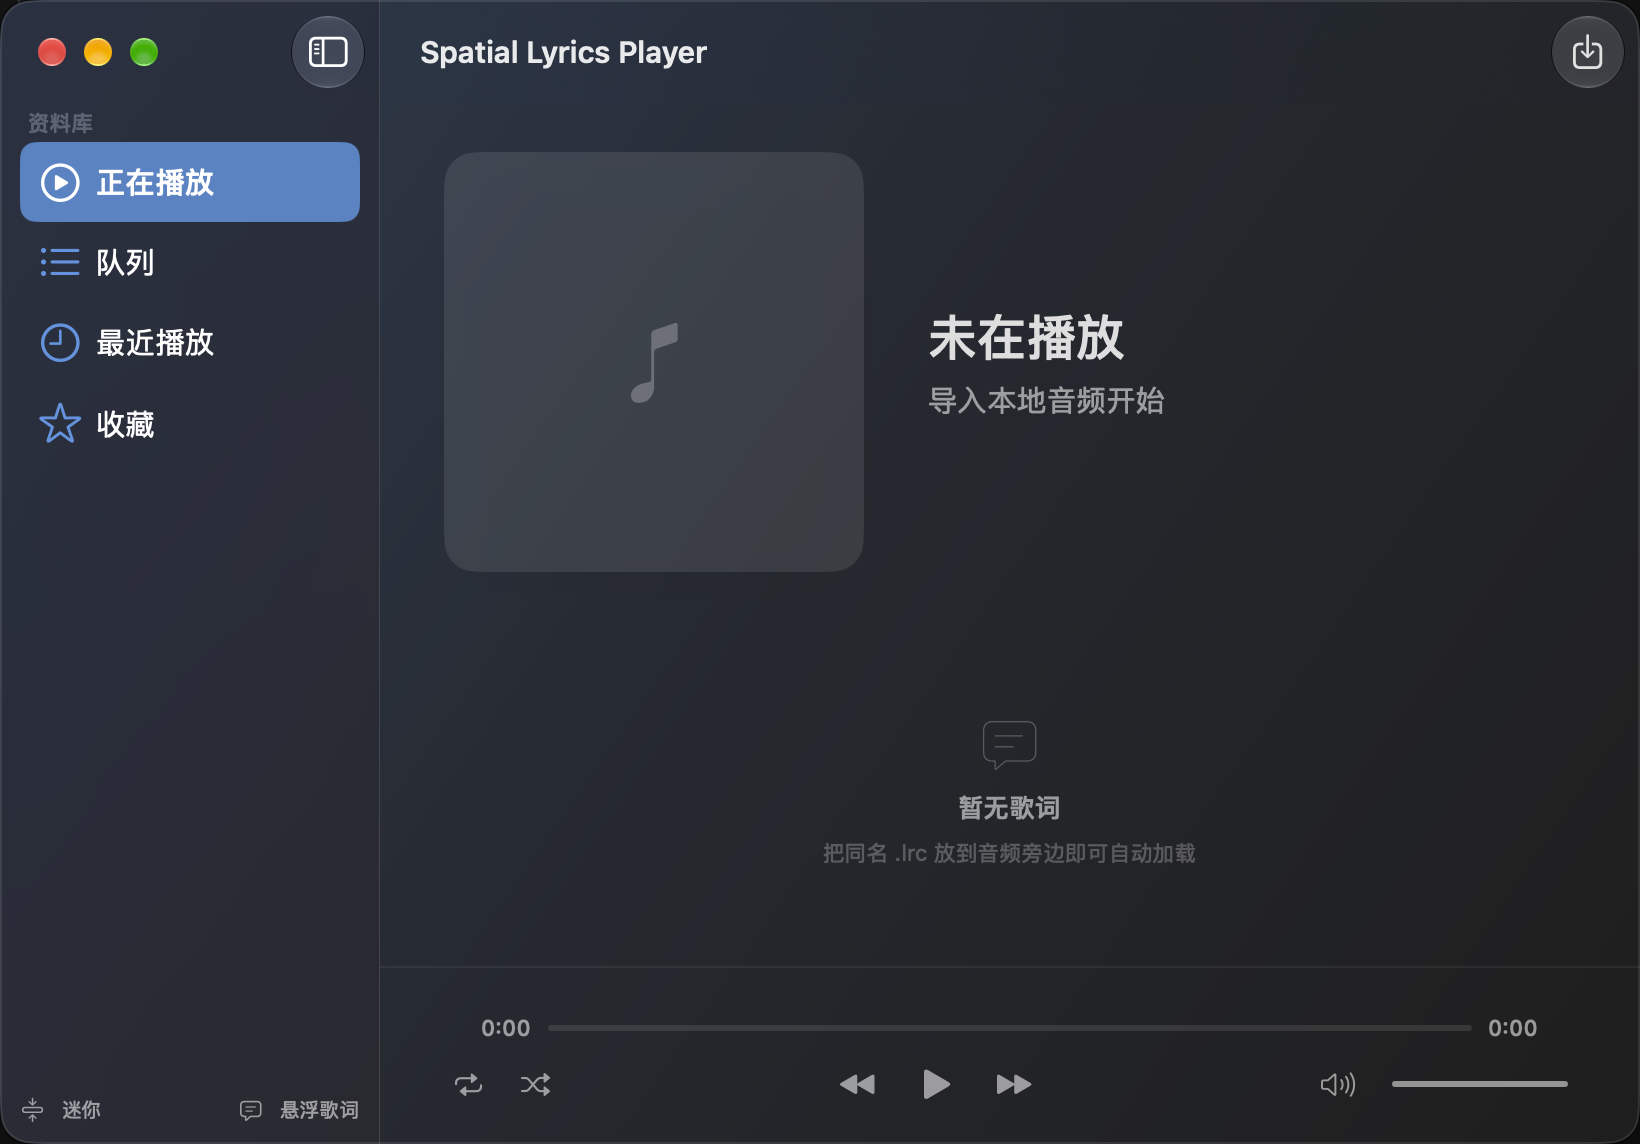 Spatial Lyrics Player
资料库
正在播放
队列
最近播放
收藏
未在播放
导入本地音频开始
暂无歌词
把同名 .lrc 放到音频旁边即可自动加载
0:00
0:00
迷你
悬浮歌词